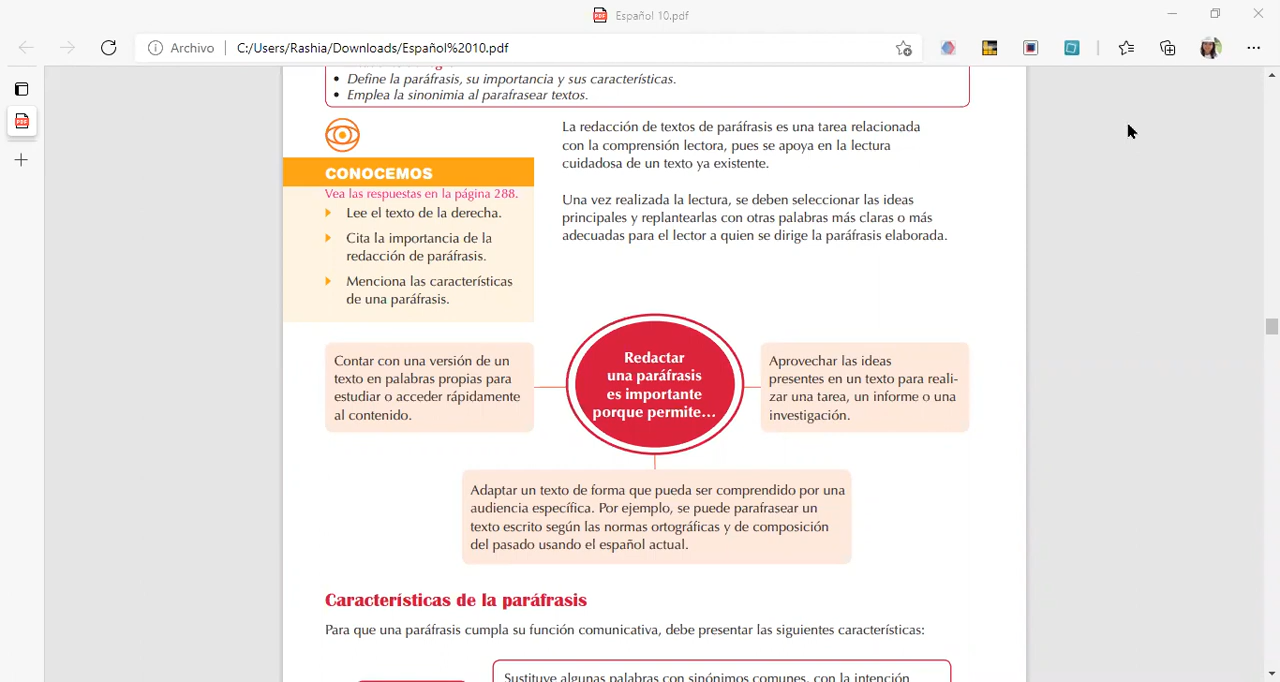 Español 10.pdf
Archivo
C:/Users/Rashia/Downloads/Español%2010.pdf
• Define la paráfrasis, su importancia y sus características.
• Emplea la sinonimia al parafrasear textos.
CONOCEMOS
Vea las respuestas en la página 288.
Lee el texto de la derecha.
Cita la importancia de la
redacción de paráfrasis.
Menciona las características
de una paráfrasis.
La redacción de textos de paráfrasis es una tarea relacionada
con la comprensión lectora, pues se apoya en la lectura
cuidadosa de un texto ya existente.
Una vez realizada la lectura, se deben seleccionar las ideas
principales y replantearlas con otras palabras más claras o más
adecuadas para el lector a quien se dirige la paráfrasis elaborada.
Contar con una versión de un
texto en palabras propias para
estudiar o acceder rápidamente
al contenido.
Redactar
una paráfrasis
es importante
porque permite...
Aprovechar las ideas
presentes en un texto para reali-
zar una tarea, un informe o una
investigación.
Adaptar un texto de forma que pueda ser comprendido por una
audiencia específica. Por ejemplo, se puede parafrasear un
texto escrito según las normas ortográficas y de composición
del pasado usando el español actual.
Características de la paráfrasis
Para que una paráfrasis cumpla su función comunicativa, debe presentar las siguientes características:
Sustituye algunas palabras con sinónimos comunes, con la intención